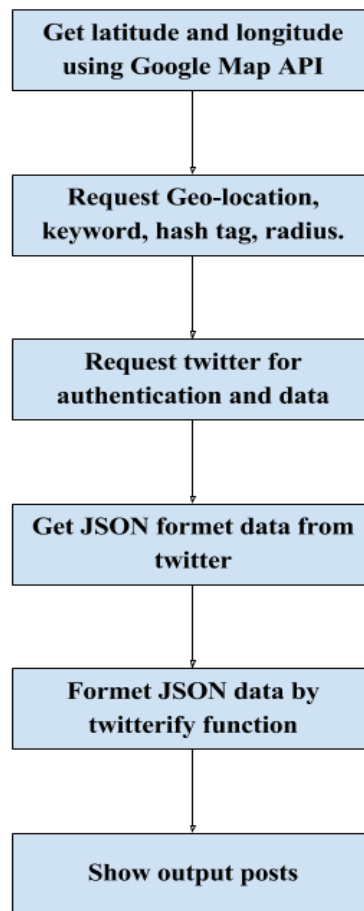 Get latitude and longitude
using Google Map API
Request Geo-location,
keyword, hash tag, radius.
Request twitter for
authentication and data
Get JSON formet data from
twitter
Formet JSON data by
twitterify function
Show output posts